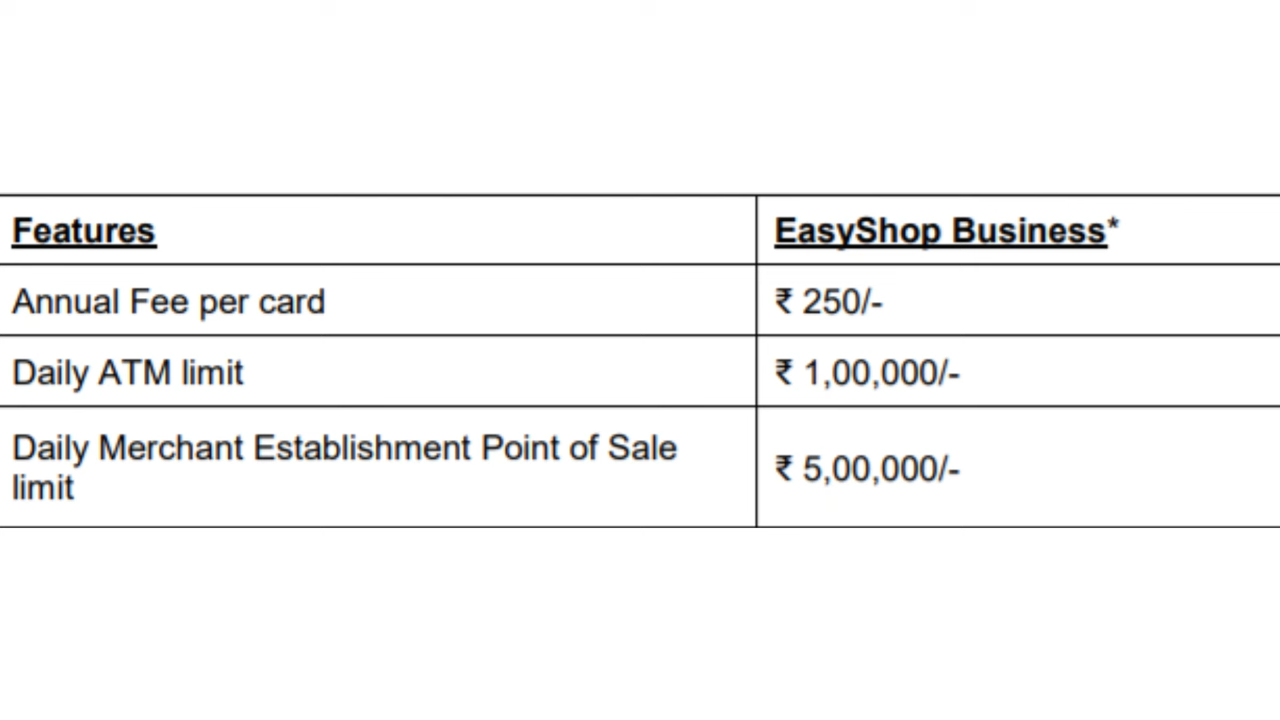 Features
EasyShop Business*
Annual Fee per card
₹ 250/-
Daily ATM limit
₹ 1,00,000/-
Daily Merchant Establishment Point of Sale
limit
₹ 5,00,000/-